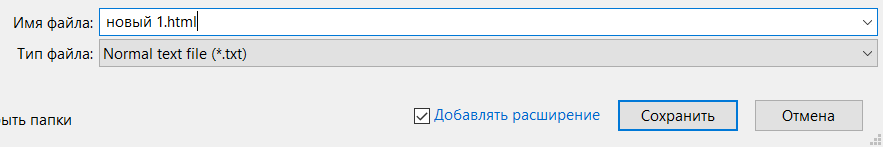 Имя файла: новый 1.html
Тип файла: Normal text file (*.txt)
Добавлять расширение Сохранить Отмена
ыть папки